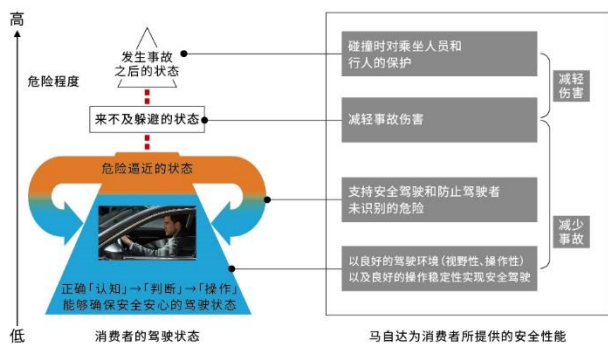 高
危险程度
低
发生事故
之后的状态
来不及躲避的状态
危险逼近的状态
正确「认知」→「判断」→「操作」
能够确保安全安心的驾驶状态
消费者的驾驶状态
碰撞时对乘坐人员和
行人的保护
减轻事故伤害
支持安全驾驶和防止驾驶者
未识别的危险
以良好的驾驶环境(视野性、操作性)
以及良好的操作稳定性实现安全驾驶
减轻
伤害
减少
事故
马自达为消费者所提供的安全性能